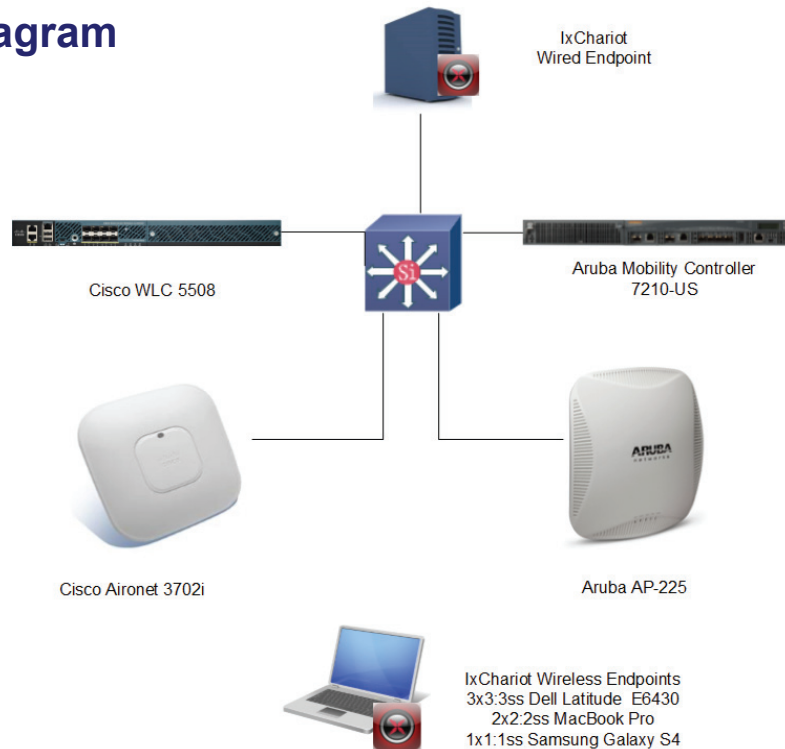 agram
IxChariot
Wired Endpoint
Si
Cisco WLC 5508
Aruba Mobility Controller
7210-US
ARUBA
NETWORKS
Cisco Aironet 3702i
Aruba AP-225
IxChariot Wireless Endpoints
3x3:3ss Dell Latitude E6430
2x2:2ss MacBook Pro
1x1:1ss Samsung Galaxy S4